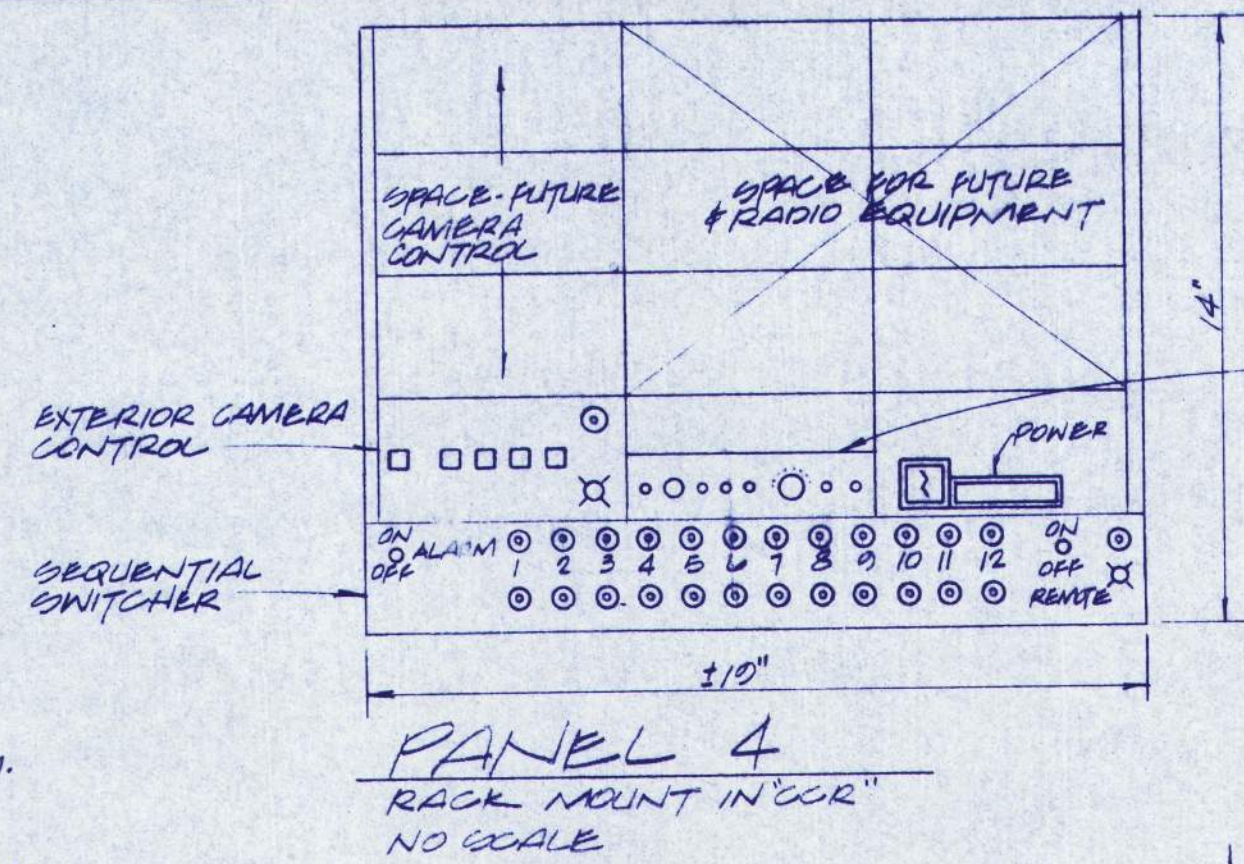 SPACE-FUTURE
CAMERA
CONTROL
SPACE FOR FUTURE
& RADIO EQUIPMENT
14"
EXTERIOR CAMERA
CONTROL
POWER
SEQUENTIAL
SWITCHER
ON
OFF
ALARM
1 2 3 4 5 6 7 8 9 10 11 12
ON
OFF
REMOTE
±19"
PANEL 4
RACK MOUNT IN "CCR"
NO SCALE